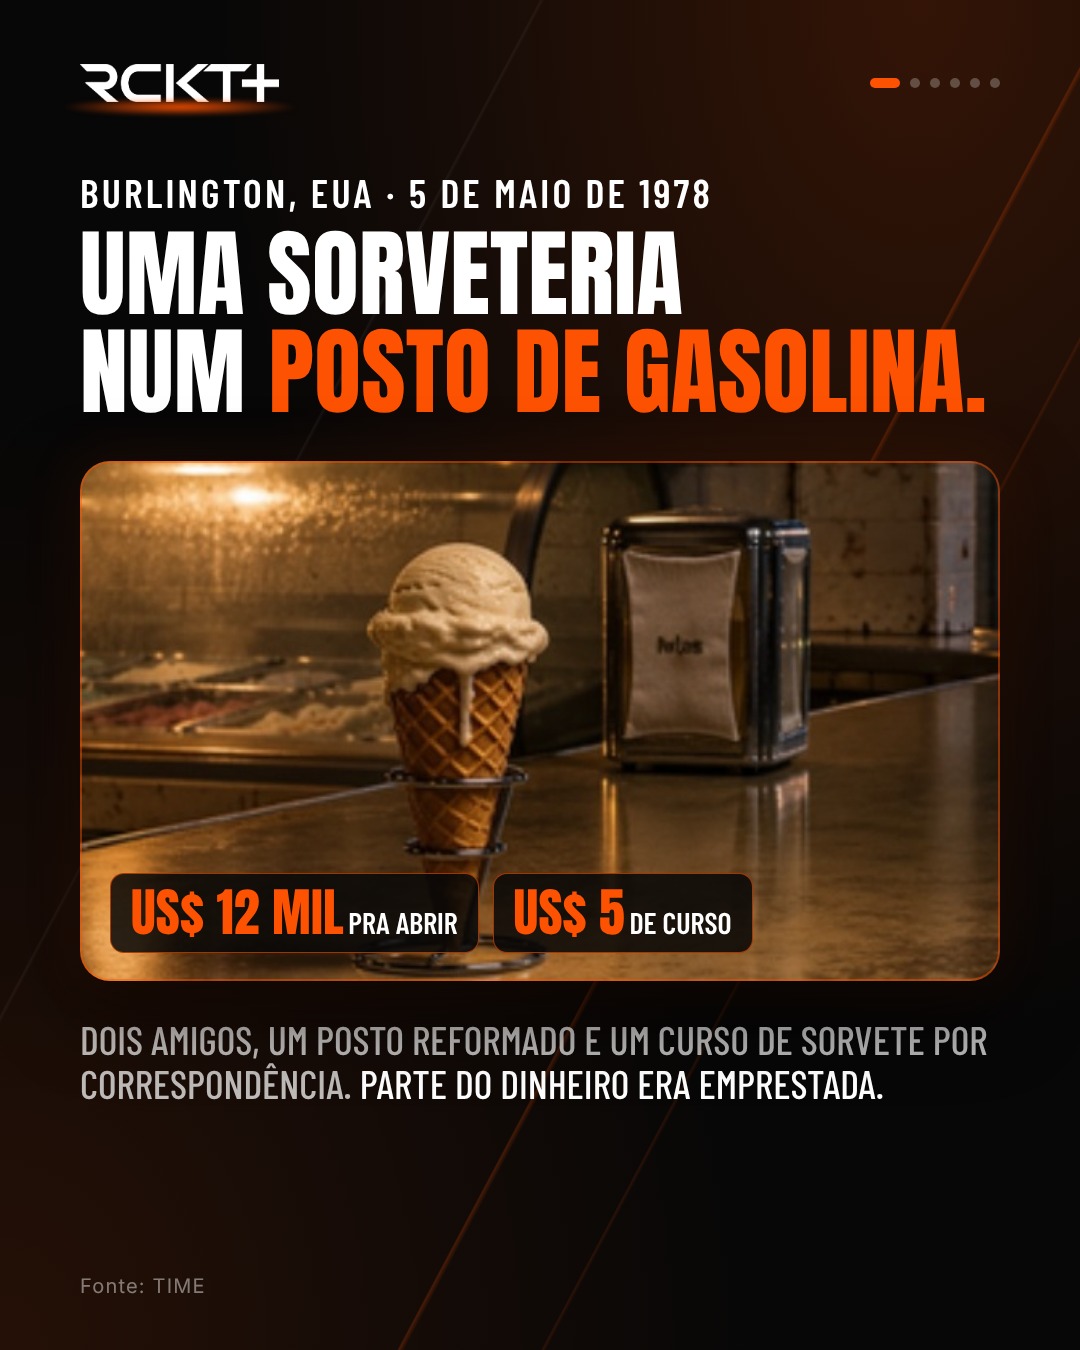 RCKT+
BURLINGTON, EUA · 5 DE MAIO DE 1978
UMA SORVETERIA
NUM POSTO DE GASOLINA.
US$ 12 MIL PRA ABRIR
US$ 5 DE CURSO
DOIS AMIGOS, UM POSTO REFORMADO E UM CURSO DE SORVETE POR
CORRESPONDÊNCIA. PARTE DO DINHEIRO ERA EMPRESTADA.
Fonte: TIME